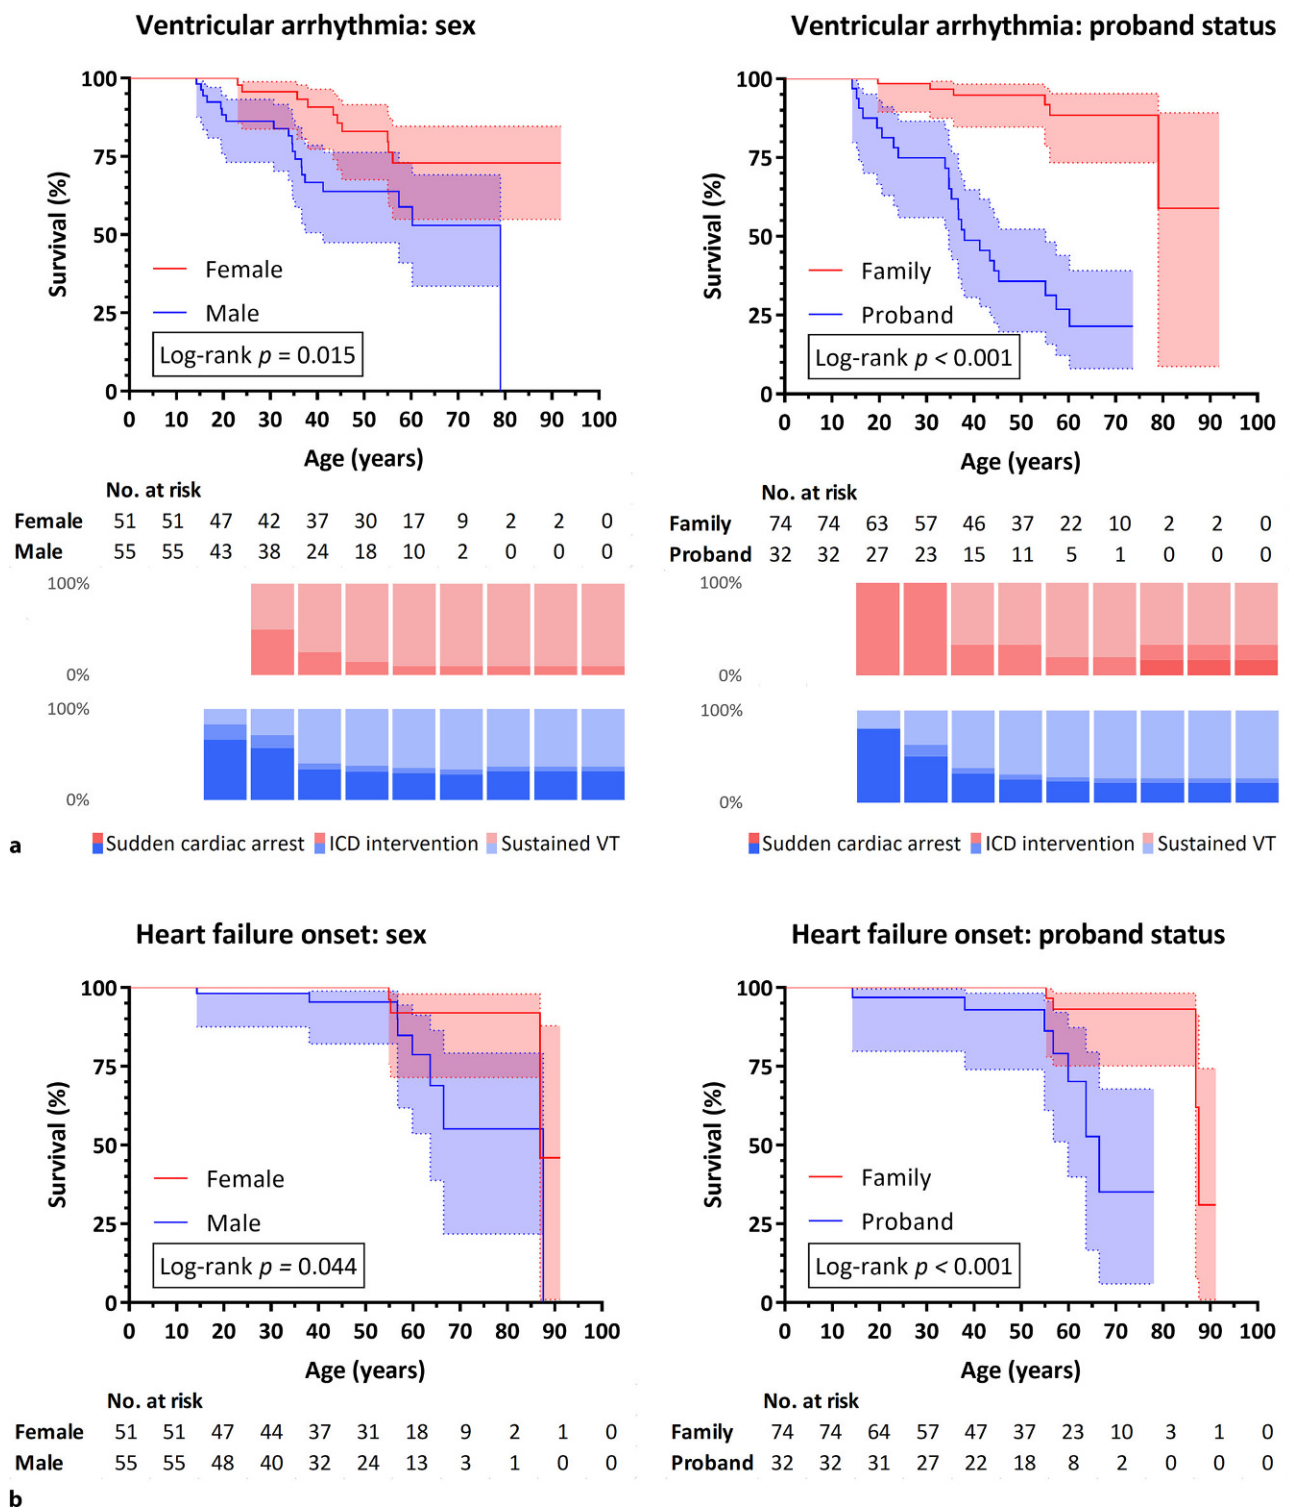 Ventricular arrhythmia: sex
100
75
50
25
0
Survival (%)
Female
Male
Log-rank p = 0.015
0 10 20 30 40 50 60 70 80 90 100
Age (years)
No. at risk
Female 51 51 47 42 37 30 17 9 2 2 0
Male 55 55 43 38 24 18 10 2 0 0 0
100%
0%
100%
0%
a
Sudden cardiac arrest ICD intervention Sustained VT
Ventricular arrhythmia: proband status
100
75
50
25
0
Survival (%)
Family
Proband
Log-rank p < 0.001
0 10 20 30 40 50 60 70 80 90 100
Age (years)
No. at risk
Family 74 74 63 57 46 37 22 10 2 2 0
Proband 32 32 27 23 15 11 5 1 0 0 0
100%
0%
100%
0%
Sudden cardiac arrest ICD intervention Sustained VT
Heart failure onset: sex
100
75
50
25
0
Survival (%)
Female
Male
Log-rank p = 0.044
0 10 20 30 40 50 60 70 80 90 100
Age (years)
No. at risk
Female 51 51 47 44 37 31 18 9 2 1 0
Male 55 55 48 40 32 24 13 3 1 0 0
b
Heart failure onset: proband status
100
75
50
25
0
Survival (%)
Family
Proband
Log-rank p < 0.001
0 10 20 30 40 50 60 70 80 90 100
Age (years)
No. at risk
Family 74 74 64 57 47 37 23 10 3 1 0
Proband 32 32 31 27 22 18 8 2 0 0 0